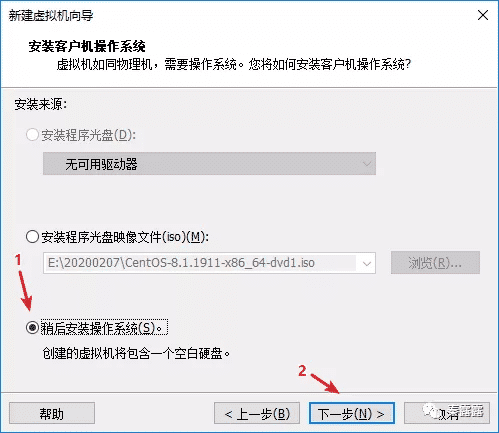 新建虚拟机向导
安装客户机操作系统
虚拟机如同物理机，需要操作系统。您将如何安装客户机操作系统?
安装来源:
安装程序光盘(D):
无可用驱动器
安装程序光盘映像文件(iso)(M):
1
E:\20200207\CentOS-8.1.1911-x86_64-dvd1.iso
浏览(R)...
稍后安装操作系统(S)。
创建的虚拟机将包含一个空白硬盘。
2
帮助
< 上一步(B)
下一步(N) >
取消